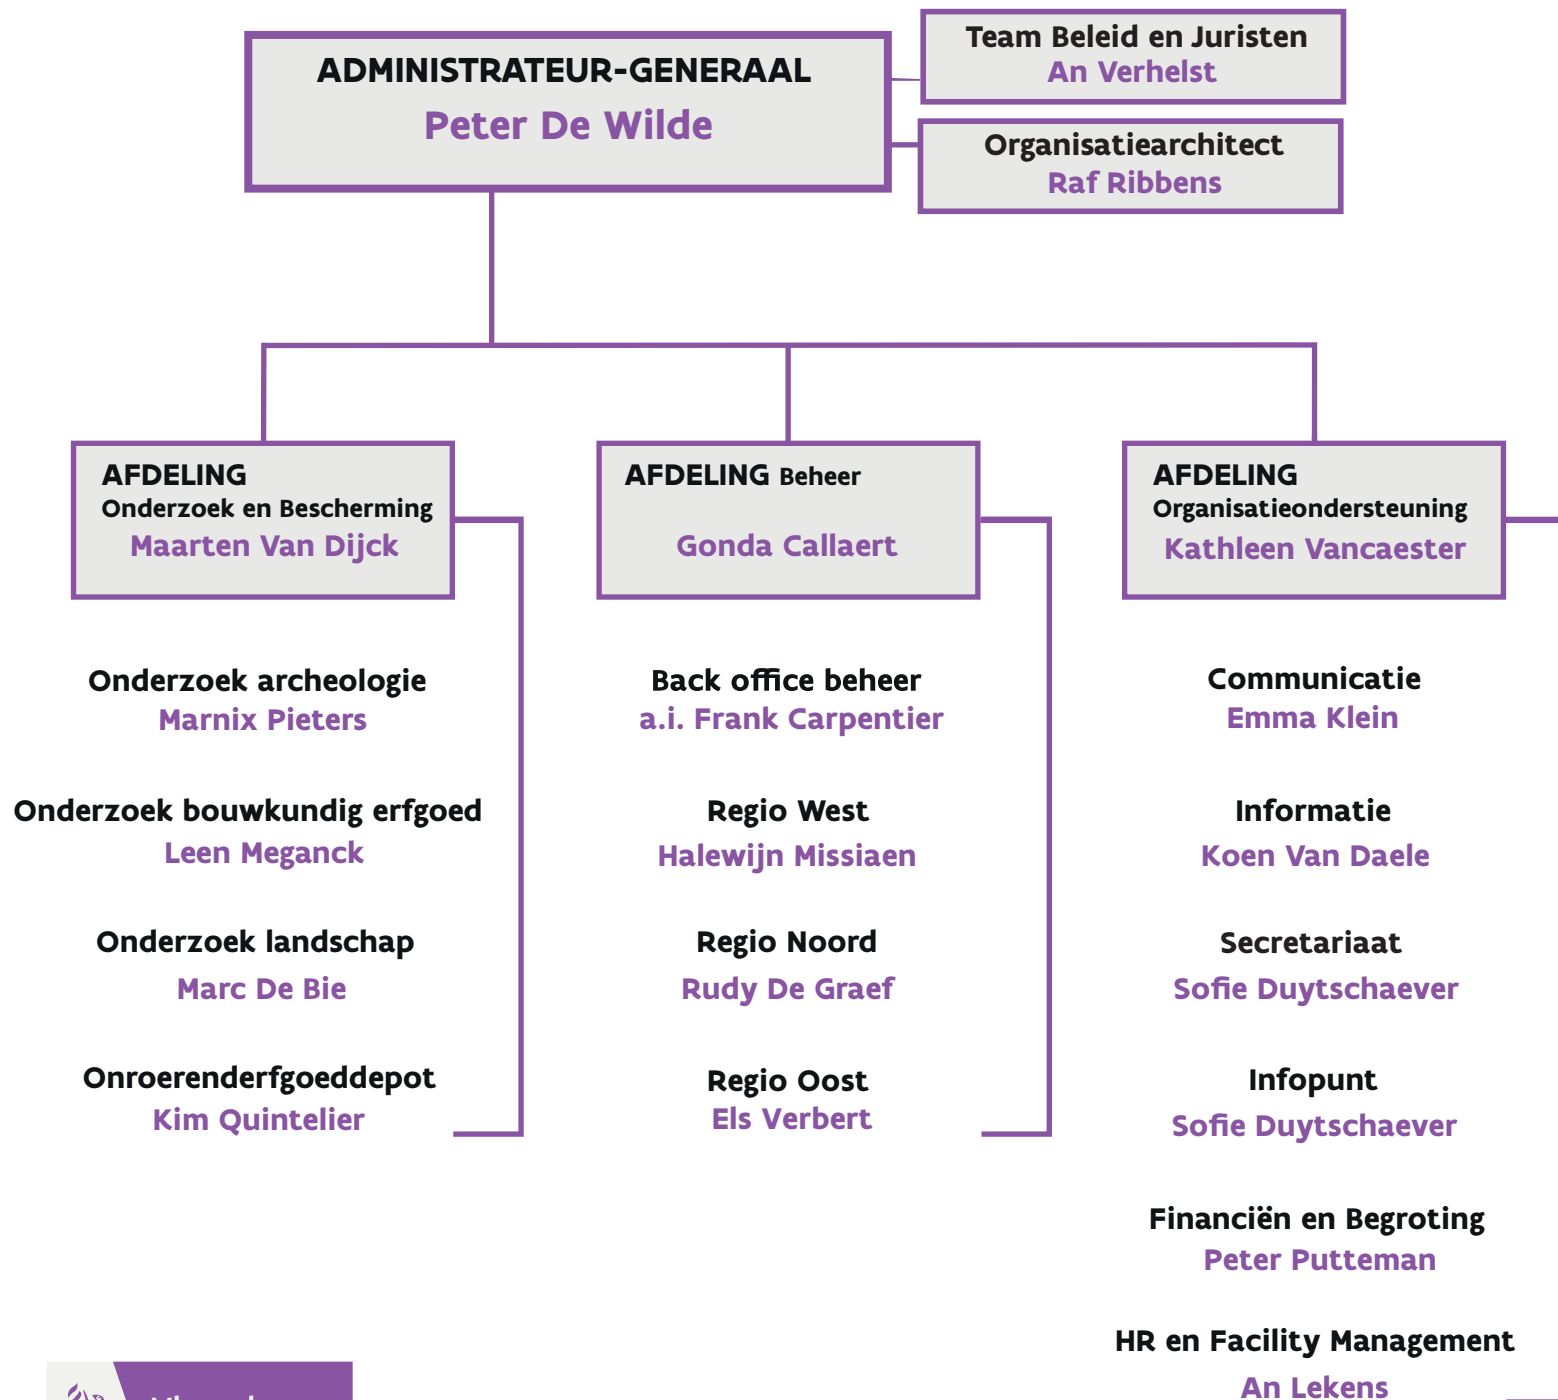 ADMINISTRATEUR-GENERAAL
Peter De Wilde
Team Beleid en Juristen
An Verhelst
Organisatiearchitect
Raf Ribbens
AFDELING
Onderzoek en Bescherming
Maarten Van Dijck
Onderzoek archeologie
Marnix Pieters
Onderzoek bouwkundig erfgoed
Leen Meganck
Onderzoek landschap
Marc De Bie
Onroerenderfgoeddepot
Kim Quintelier
AFDELING Beheer
Gonda Callaert
Back office beheer
a.i. Frank Carpentier
Regio West
Halewijn Missiaen
Regio Noord
Rudy De Graef
Regio Oost
Els Verbert
AFDELING
Organisatieondersteuning
Kathleen Vancaester
Communicatie
Emma Klein
Informatie
Koen Van Daele
Secretariaat
Sofie Duytschaever
Infopunt
Sofie Duytschaever
Financiën en Begroting
Peter Putteman
HR en Facility Management
An Lekens